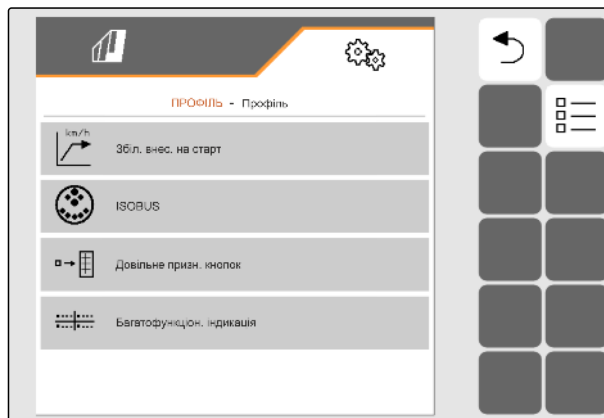 ПРОФІЛЬ - Профіль
km/h
Збіл. внес. на старт
ISOBUS
Довільне призн. кнопок
Багатофункціон. індикація